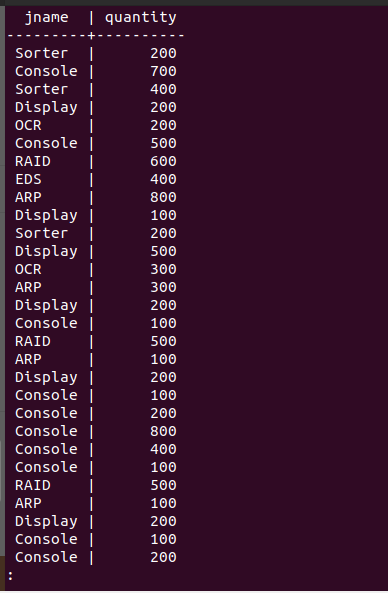 jname  | quantity
---------+----------
 Sorter  |      200
 Console |      700
 Sorter  |      400
 Display |      200
 OCR     |      200
 Console |      500
 RAID    |      600
 EDS     |      400
 ARP     |      800
 Display |      100
 Sorter  |      200
 Display |      500
 OCR     |      300
 ARP     |      300
 Display |      200
 Console |      100
 RAID    |      500
 ARP     |      100
 Display |      200
 Console |      100
 Console |      200
 Console |      800
 Console |      400
 Console |      100
 RAID    |      500
 ARP     |      100
 Display |      200
 Console |      100
 Console |      200
: